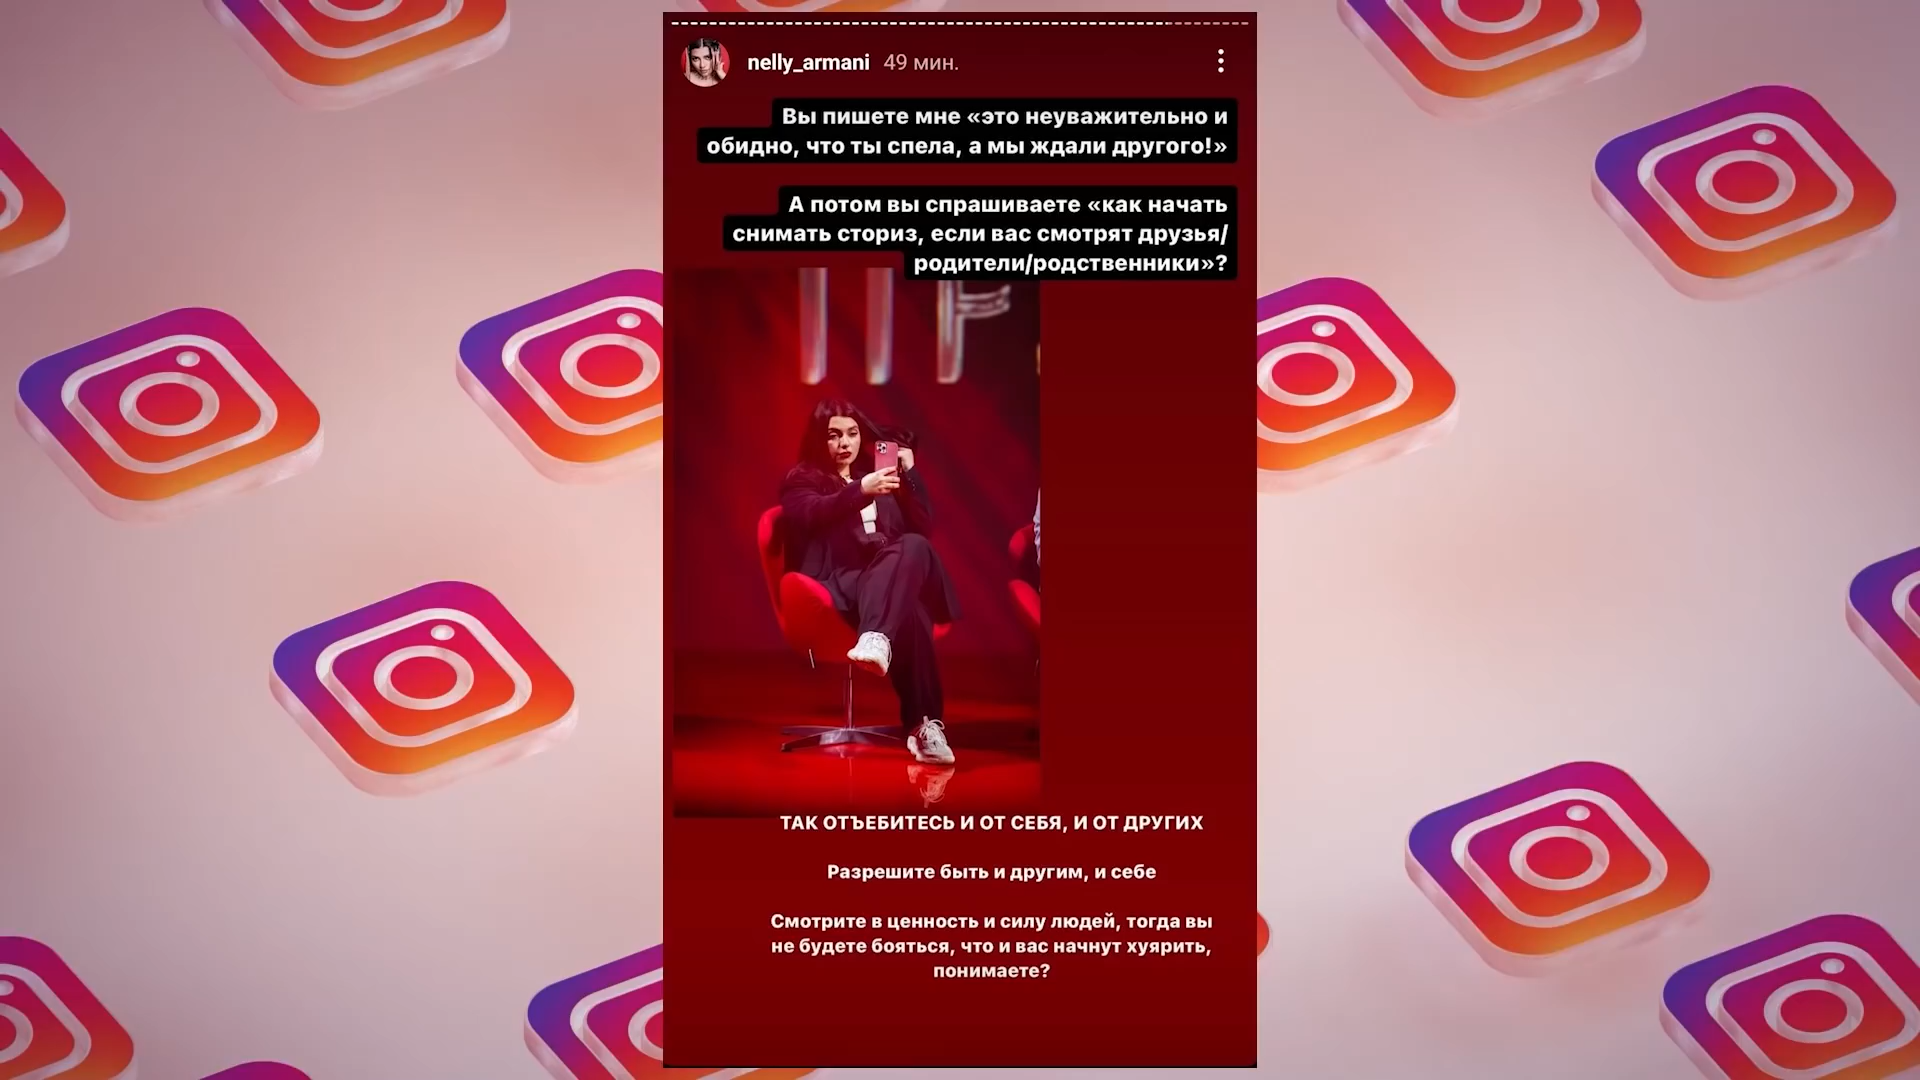 nelly_armani 49 мин.
Вы пишете мне «это неуважительно и
обидно, что ты спела, а мы ждали другого!»
А потом вы спрашиваете «как начать
снимать сториз, если вас смотрят друзья/
родители/родственники»?
ТАК ОТЪЕБИТЕСЬ И ОТ СЕБЯ, И ОТ ДРУГИХ
Разрешите быть и другим, и себе
Смотрите в ценность и силу людей, тогда вы
не будете бояться, что и вас начнут хуярить,
понимаете?